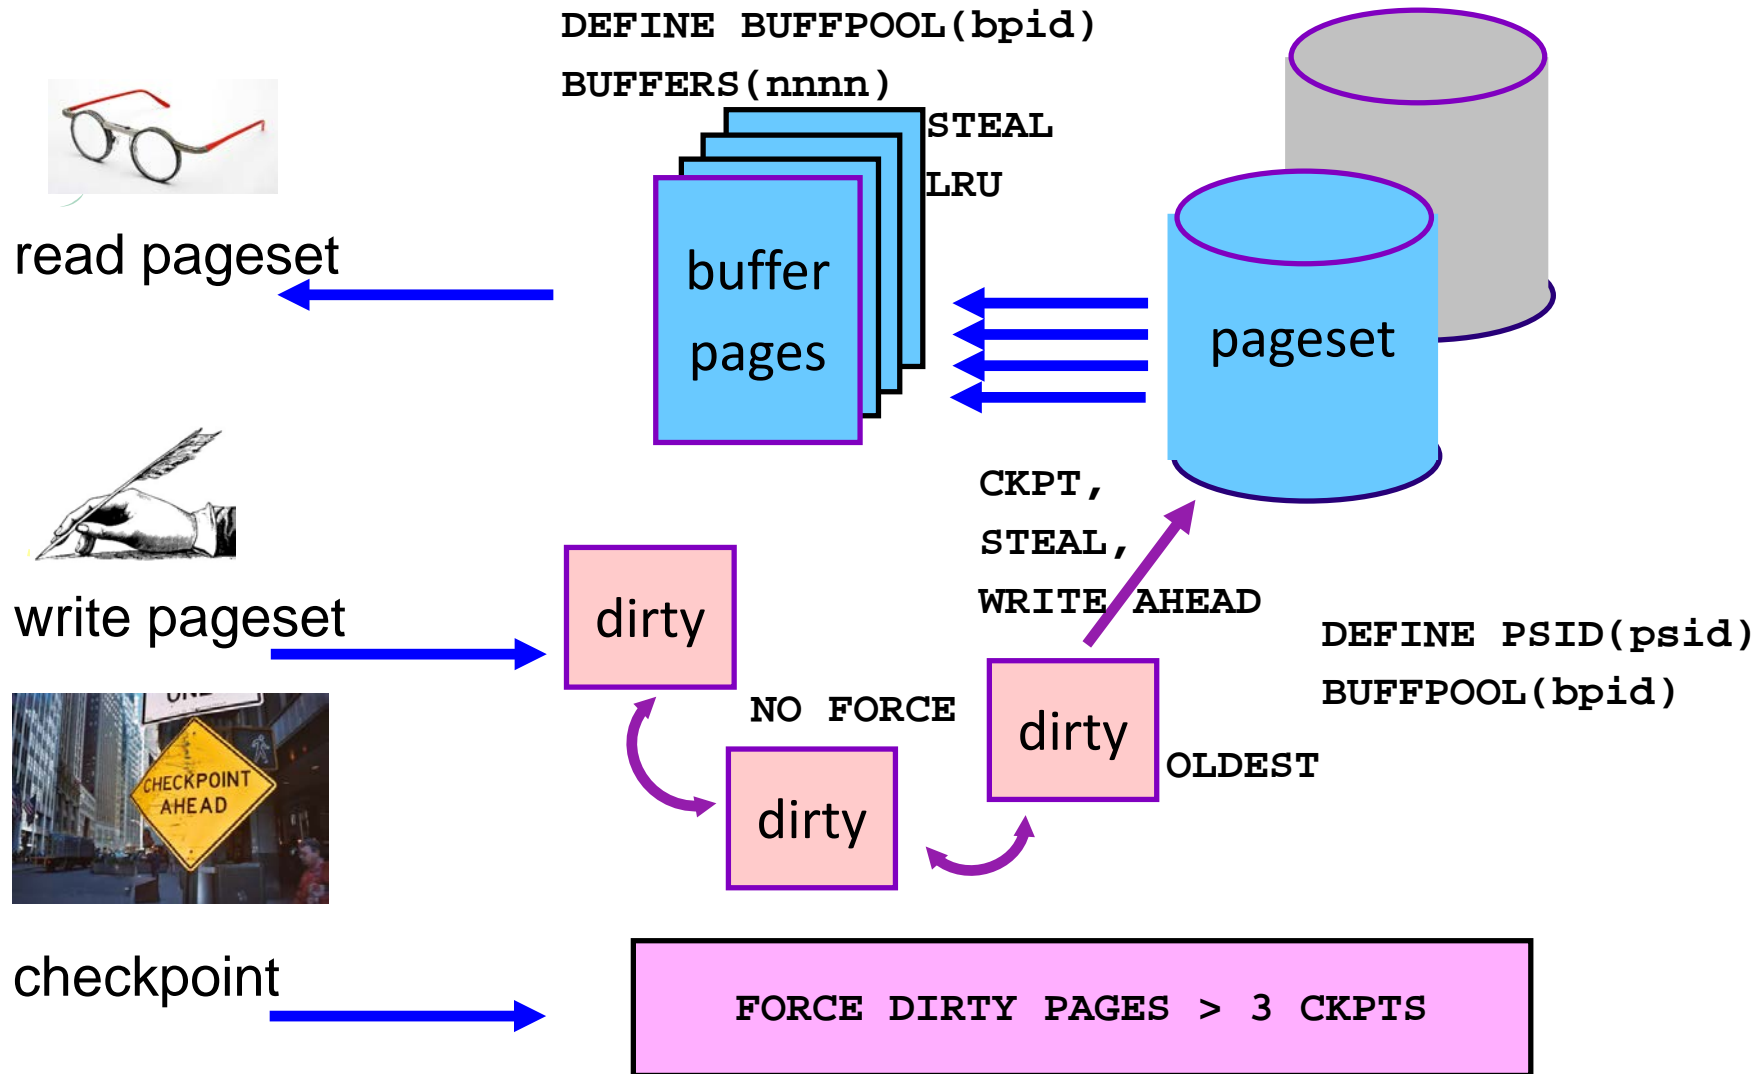 DEFINE BUFFPOOL(bpid)
BUFFERS(nnnn)
STEAL
LRU
read pageset
buffer
pages
pageset
CKPT,
STEAL,
WRITE AHEAD
write pageset
dirty
DEFINE PSID(psid)
BUFFPOOL(bpid)
NO FORCE
dirty
OLDEST
dirty
CHECKPOINT
AHEAD
checkpoint
FORCE DIRTY PAGES > 3 CKPTS